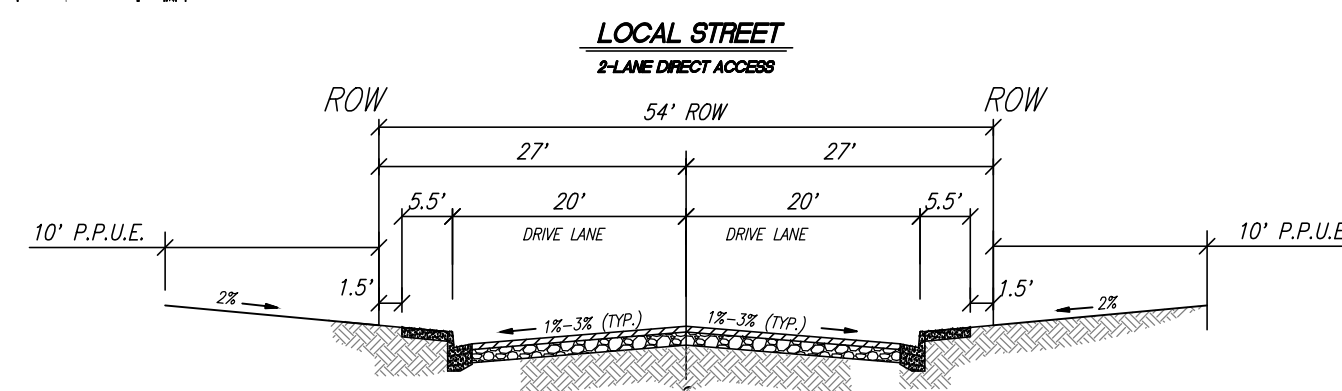 LOCAL STREET
2-LANE DIRECT ACCESS
ROW ROW
54' ROW
27' 27'
5.5' 20' 20' 5.5'
10' P.P.U.E. DRIVE LANE DRIVE LANE 10' P.P.U.E
1.5' 1.5'
2% 1%-3% (TYP.) 1%-3% (TYP.) 2%